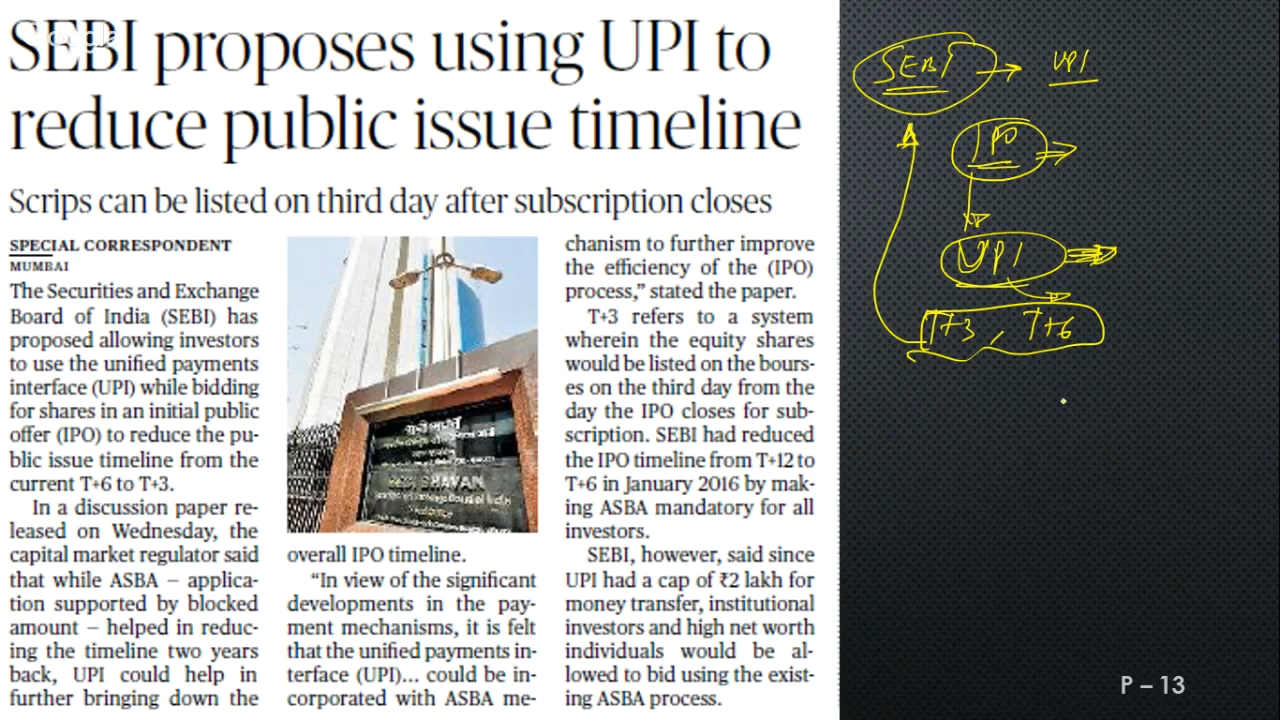 SEBI proposes using UPI to
reduce public issue timeline
Scrips can be listed on third day after subscription closes
SPECIAL CORRESPONDENT
MUMBAI
The Securities and Exchange
Board of India (SEBI) has
proposed allowing investors
to use the unified payments
interface (UPI) while bidding
for shares in an initial public
offer (IPO) to reduce the pu-
blic issue timeline from the
current T+6 to T+3.
In a discussion paper re-
leased on Wednesday, the
capital market regulator said
that while ASBA – applica-
tion supported by blocked
amount – helped in reduc-
ing the timeline two years
back, UPI could help in
further bringing down the
SEBI BHAVAN
overall IPO timeline.
“In view of the significant
developments in the pay-
ment mechanisms, it is felt
that the unified payments in-
terface (UPI)... could be in-
corporated with ASBA me-
chanism to further improve
the efficiency of the (IPO)
process,” stated the paper.
T+3 refers to a system
wherein the equity shares
would be listed on the bours-
es on the third day from the
day the IPO closes for sub-
scription. SEBI had reduced
the IPO timeline from T+12 to
T+6 in January 2016 by mak-
ing ASBA mandatory for all
investors.
SEBI, however, said since
UPI had a cap of ₹2 lakh for
money transfer, institutional
investors and high net worth
individuals would be al-
lowed to bid using the exist-
ing ASBA process.
SEBI → UPI
IPO
UPI
T+3, T+6
P – 13